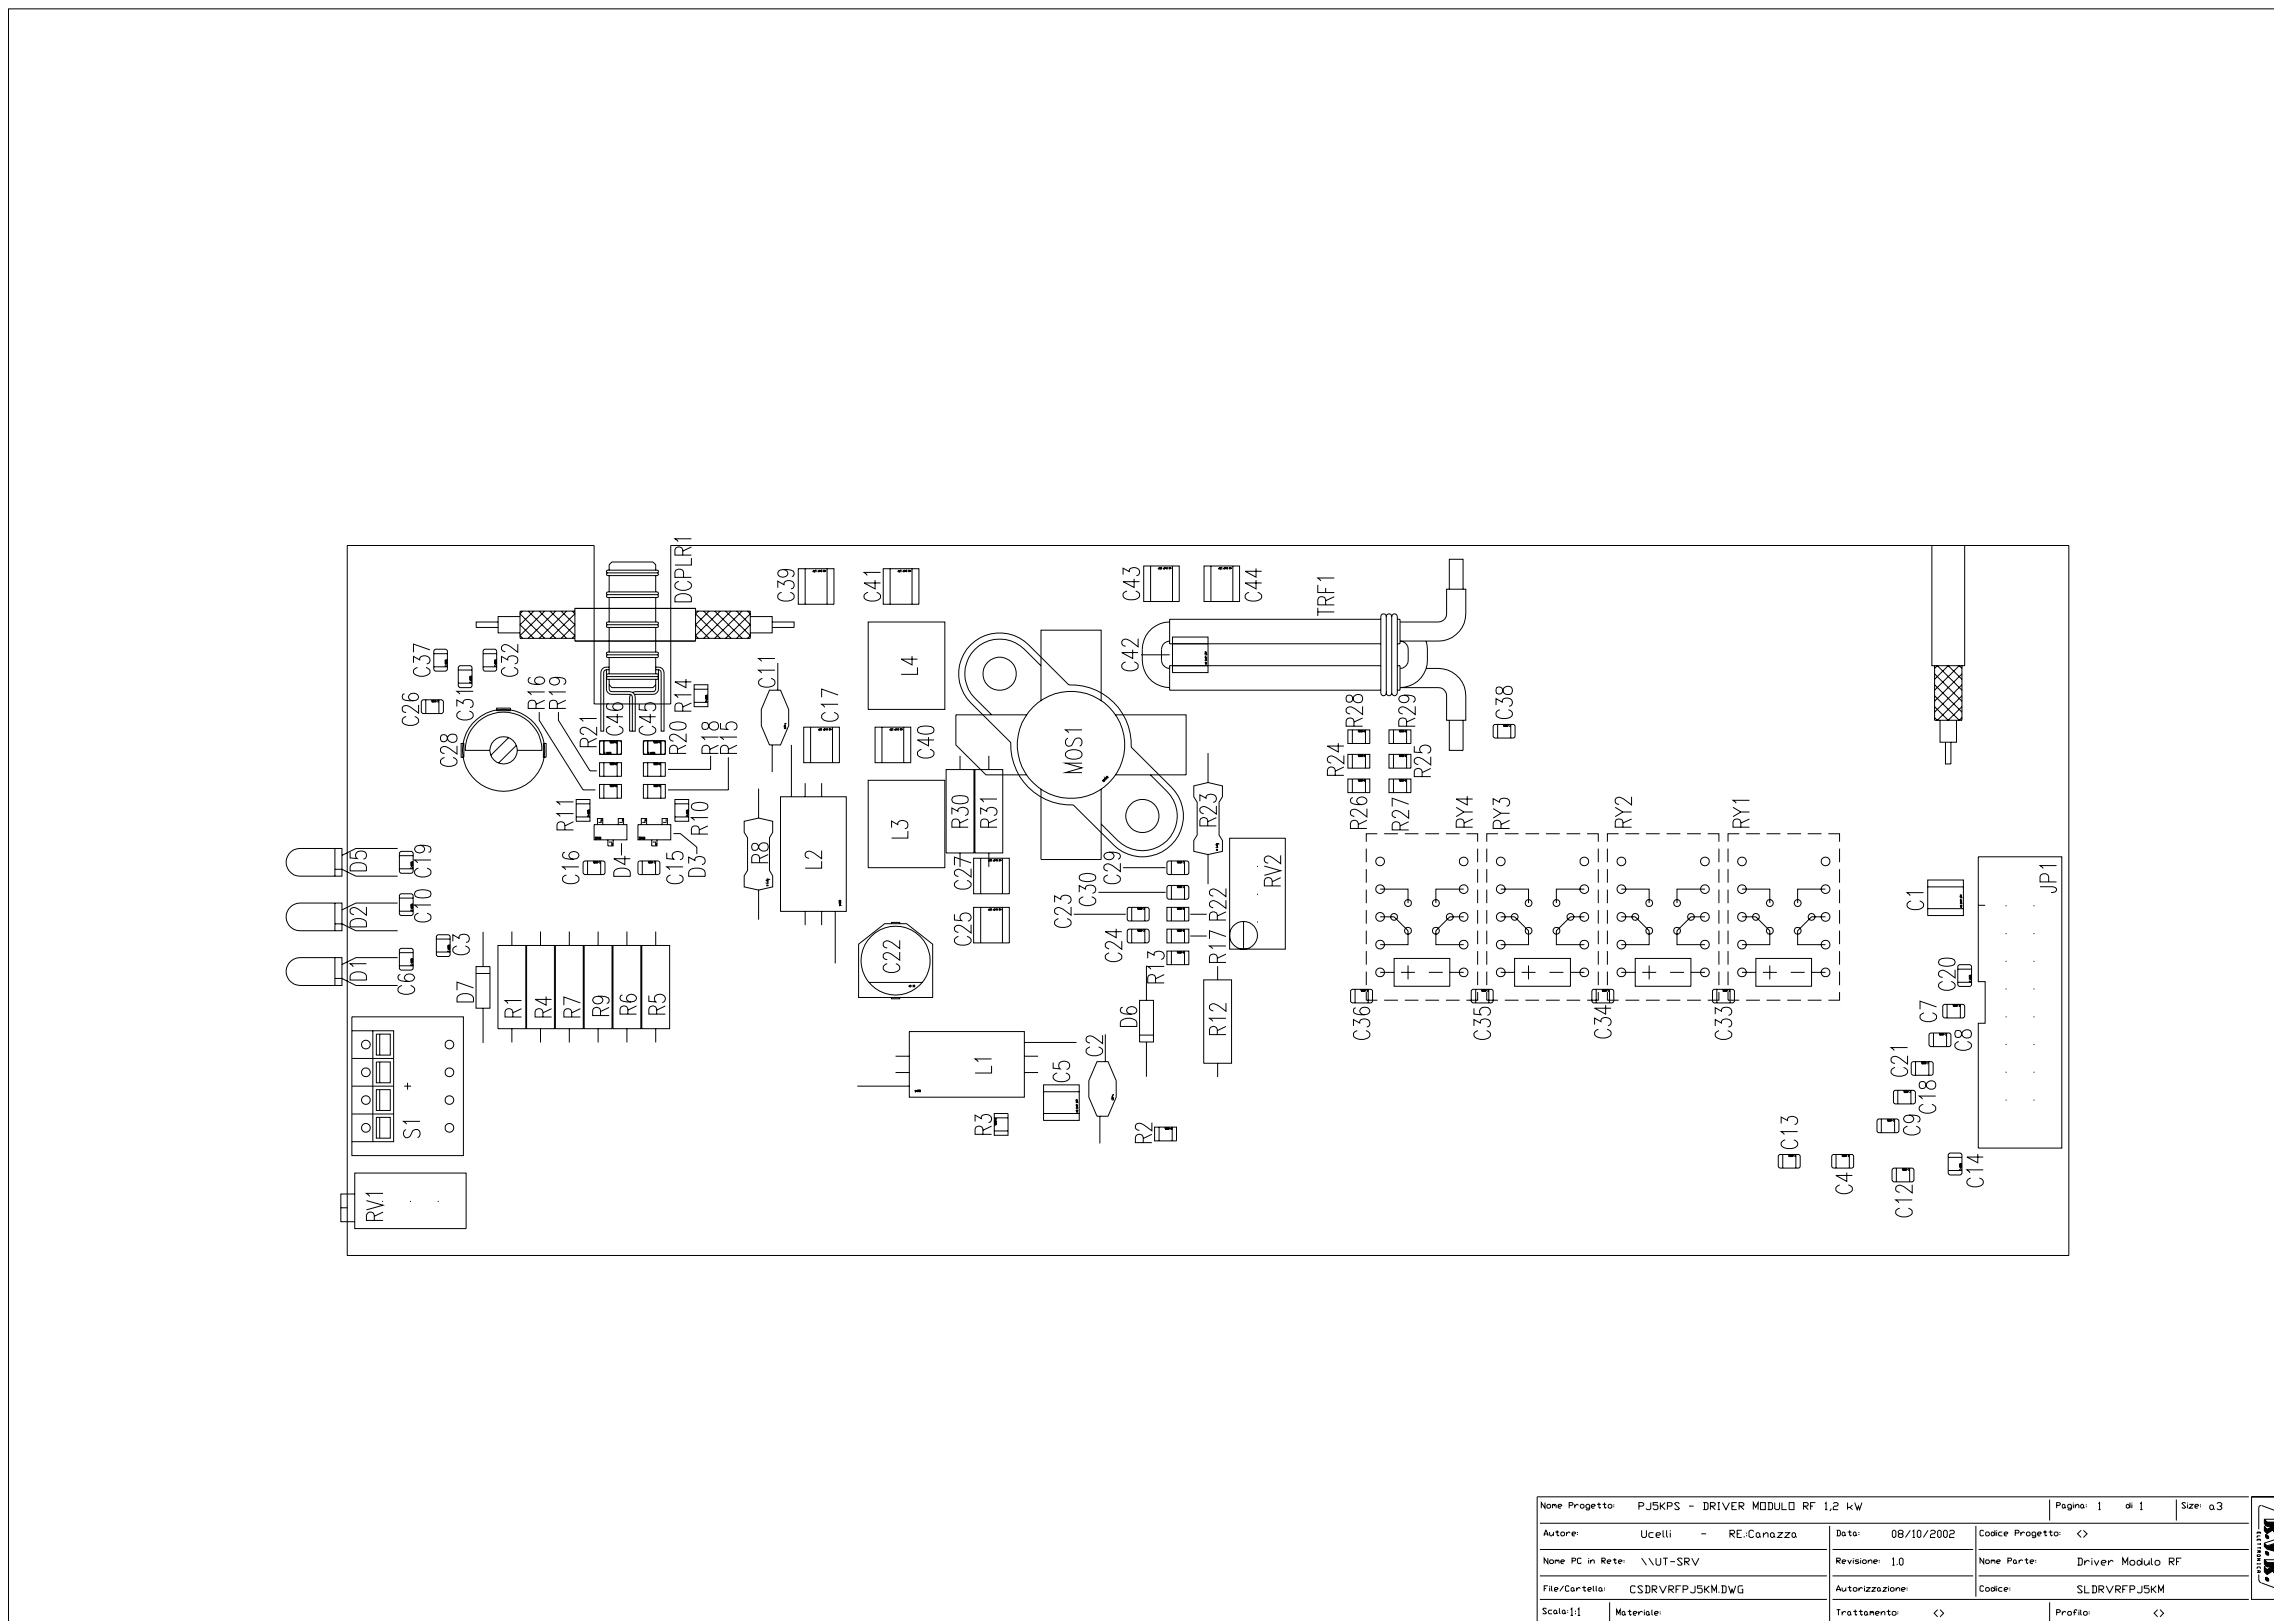 DCPLR1
C39
C41
C43
C44
TRF1
C37
C32
C31
C26
C28
R16
R19
R21
C46
C45
R14
R20
R18
R15
C11
C17
L4
C40
MOS1
C42
R28
R29
C38
R24
R25
R26
R27
R11
R10
C16
D4
C15
D3
R8
L2
L3
R30
R31
C27
C25
C22
C29
C30
C23
C24
R22
R17
R13
R23
RV2
RY4
RY3
RY2
RY1
D5
C19
D2
C10
D1
C6
C3
D7
R1
R4
R7
R9
R6
R5
+ −
+ −
+ −
+ −
C36
C35
C34
C33
C1
JP1
C20
C7
C8
C21
C18
C9
C13
C4
C12
C14
D6
R12
L1
C5
C2
R3
R2
+
S1
RV1
Nome Progetto: PJ5KPS - DRIVER MODULO RF 1,2 kW Pagina: 1 di 1 Size: a3
Autore: Ucelli - RE.:Canazza Data: 08/10/2002 Codice Progetto: <>
Nome PC in Rete: \\UT-SRV Revisione: 1.0 Nome Parte: Driver Modulo RF
File/Cartella: CSDRVRFPJ5KM.DWG Autorizzazione: Codice: SLDRVRFPJ5KM
Scala:1:1 Materiale: Trattamento: <> Profilo: <>
R.V.R.
ELETTRONICA